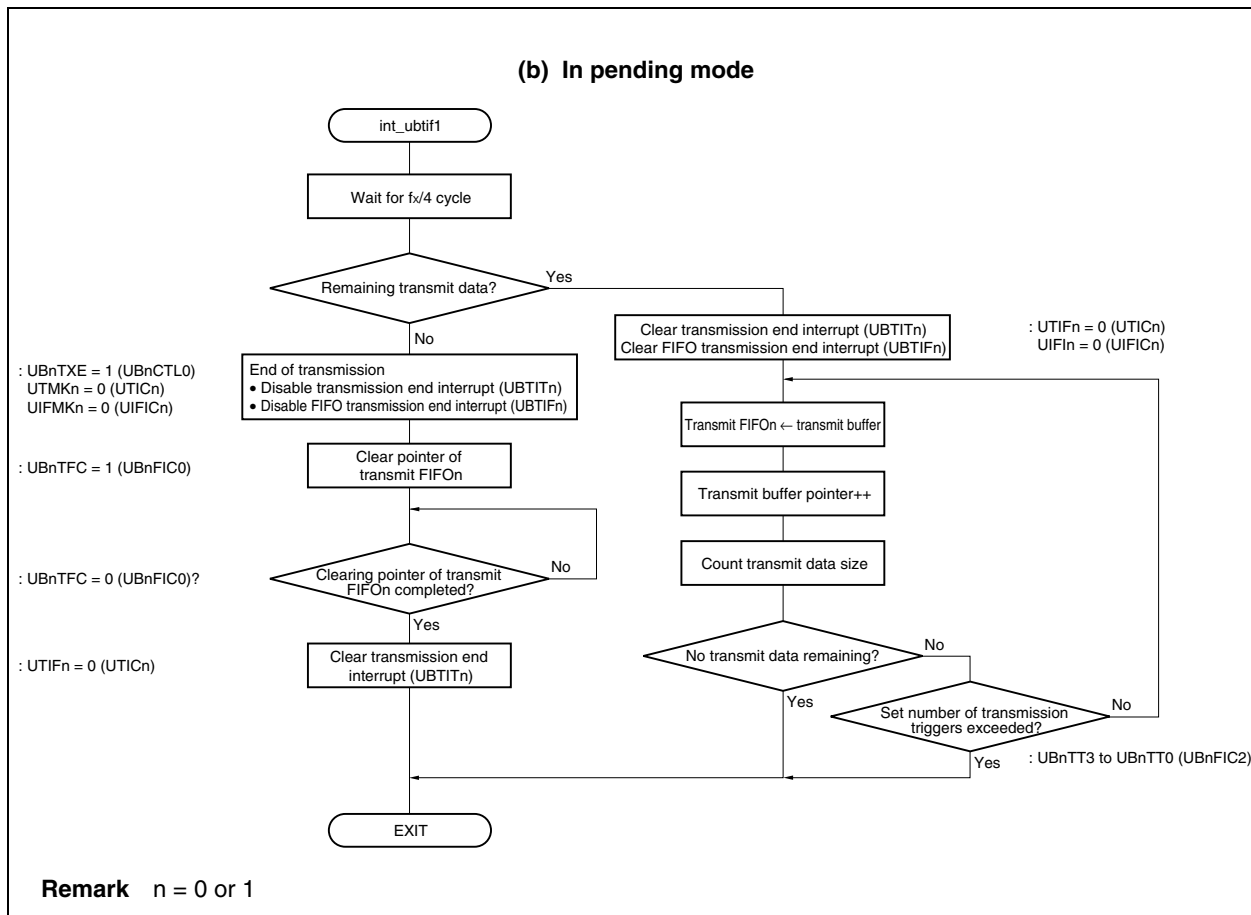 (b) In pending mode
int_ubtif1
Wait for fx/4 cycle
Remaining transmit data?
Yes
No
: UBnTXE = 1 (UBnCTL0)
UTMKn = 0 (UTICn)
UIFMKn = 0 (UIFICn)
End of transmission
• Disable transmission end interrupt (UBTITn)
• Disable FIFO transmission end interrupt (UBTIFn)
: UBnTFC = 1 (UBnFIC0)
Clear pointer of
transmit FIFOn
: UBnTFC = 0 (UBnFIC0)?
Clearing pointer of transmit
FIFOn completed?
No
Yes
: UTIFn = 0 (UTICn)
Clear transmission end
interrupt (UBTITn)
Clear transmission end interrupt (UBTITn)
Clear FIFO transmission end interrupt (UBTIFn)
: UTIFn = 0 (UTICn)
UIFIn = 0 (UIFICn)
Transmit FIFOn ← transmit buffer
Transmit buffer pointer++
Count transmit data size
No transmit data remaining?
No
Yes
Set number of transmission
triggers exceeded?
No
Yes
: UBnTT3 to UBnTT0 (UBnFIC2)
EXIT
Remark n = 0 or 1